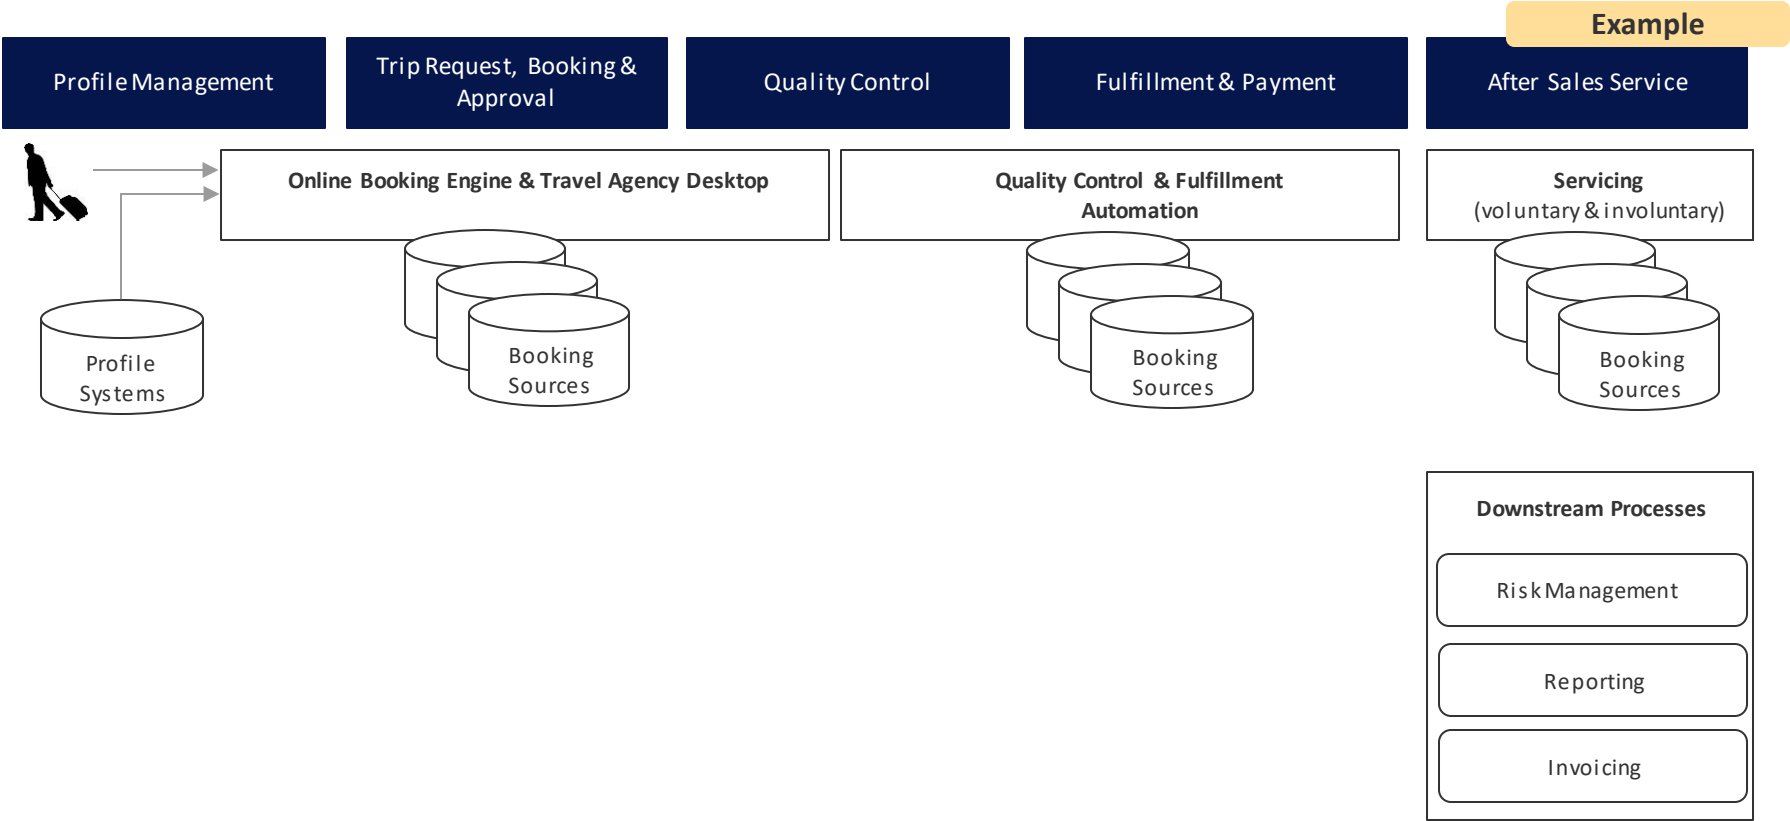 Example
Profile Management
Trip Request, Booking &
Approval
Quality Control
Fulfillment & Payment
After Sales Service
Online Booking Engine & Travel Agency Desktop
Quality Control & Fulfillment
Automation
Servicing
(voluntary & involuntary)
Profile
Systems
Booking
Sources
Booking
Sources
Booking
Sources
Downstream Processes
Risk Management
Reporting
Invoicing